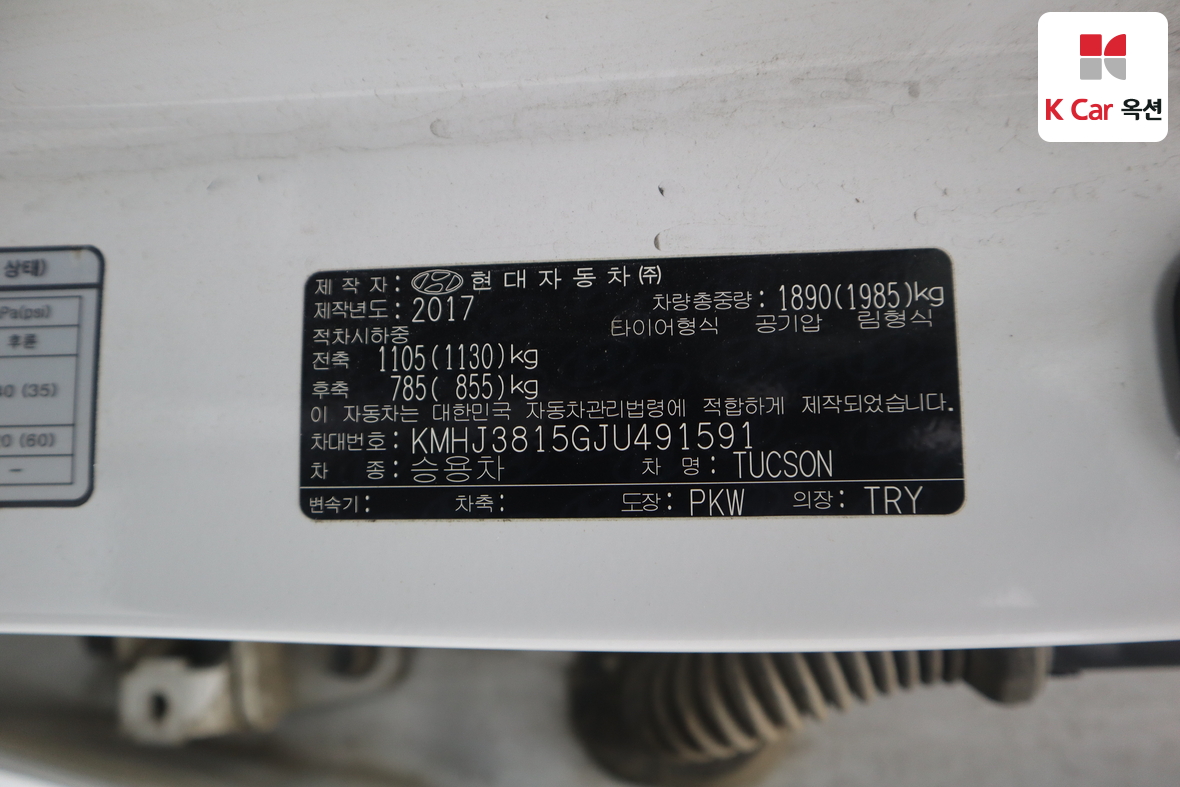 K Car 옥션
상태)
Pa(psi)
후륜
(35)
(60)
제작자: 현대자동차(주)
제작년도: 2017 차량총중량: 1890(1985)kg
적차시하중 타이어형식 공기압 림형식
전축 1105(1130)kg
후축 785( 855)kg
이 자동차는 대한민국 자동차관리법령에 적합하게 제작되었습니다.
차대번호: KMHJ3815GJU491591
차 종: 승용차 차 명: TUCSON
변속기: 차축: 도장: PKW 의장: TRY